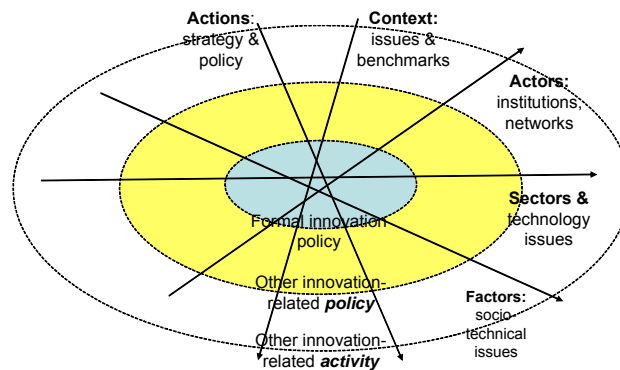 Actions:
strategy &
policy
Context:
issues &
benchmarks
Actors:
institutions,
networks
Sectors &
technology
issues
Formal innovation
policy
Other innovation-
related policy
Factors:
socio-
technical
issues
Other innovation-
related activity